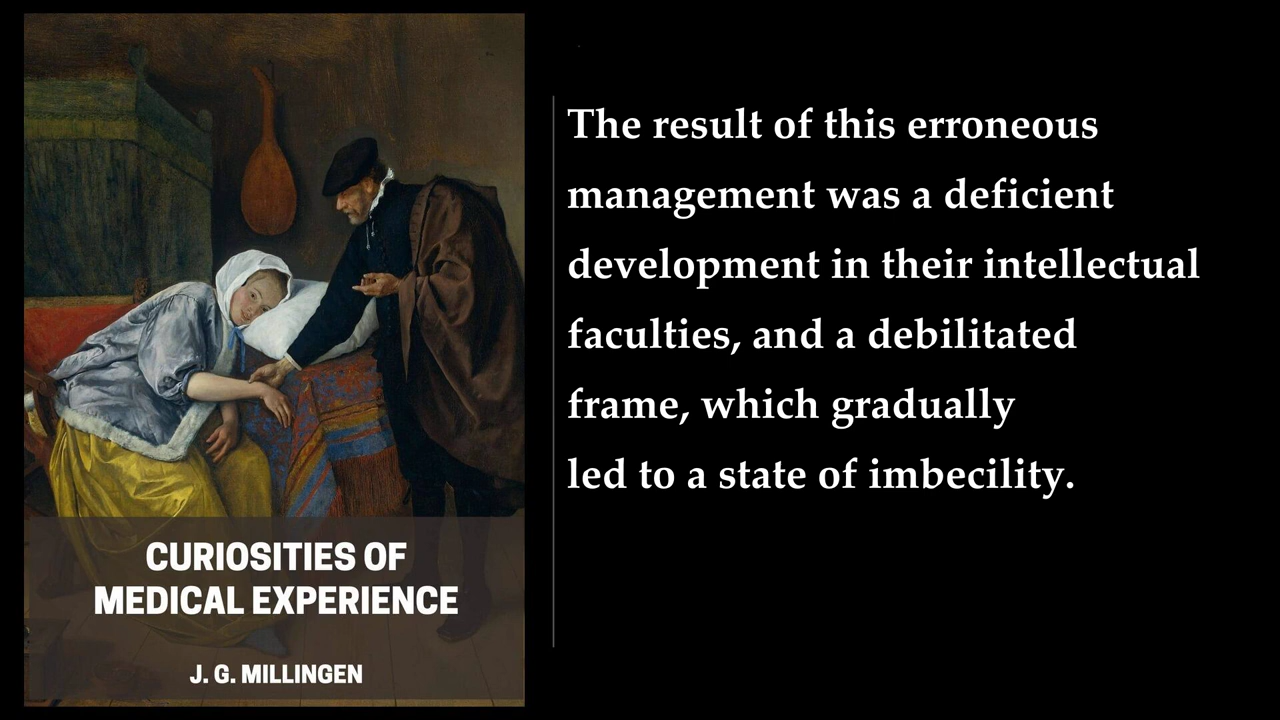 The result of this erroneous
management was a deficient
development in their intellectual
faculties, and a debilitated
frame, which gradually
led to a state of imbecility.
CURIOSITIES OF
MEDICAL EXPERIENCE
J. G. MILLINGEN